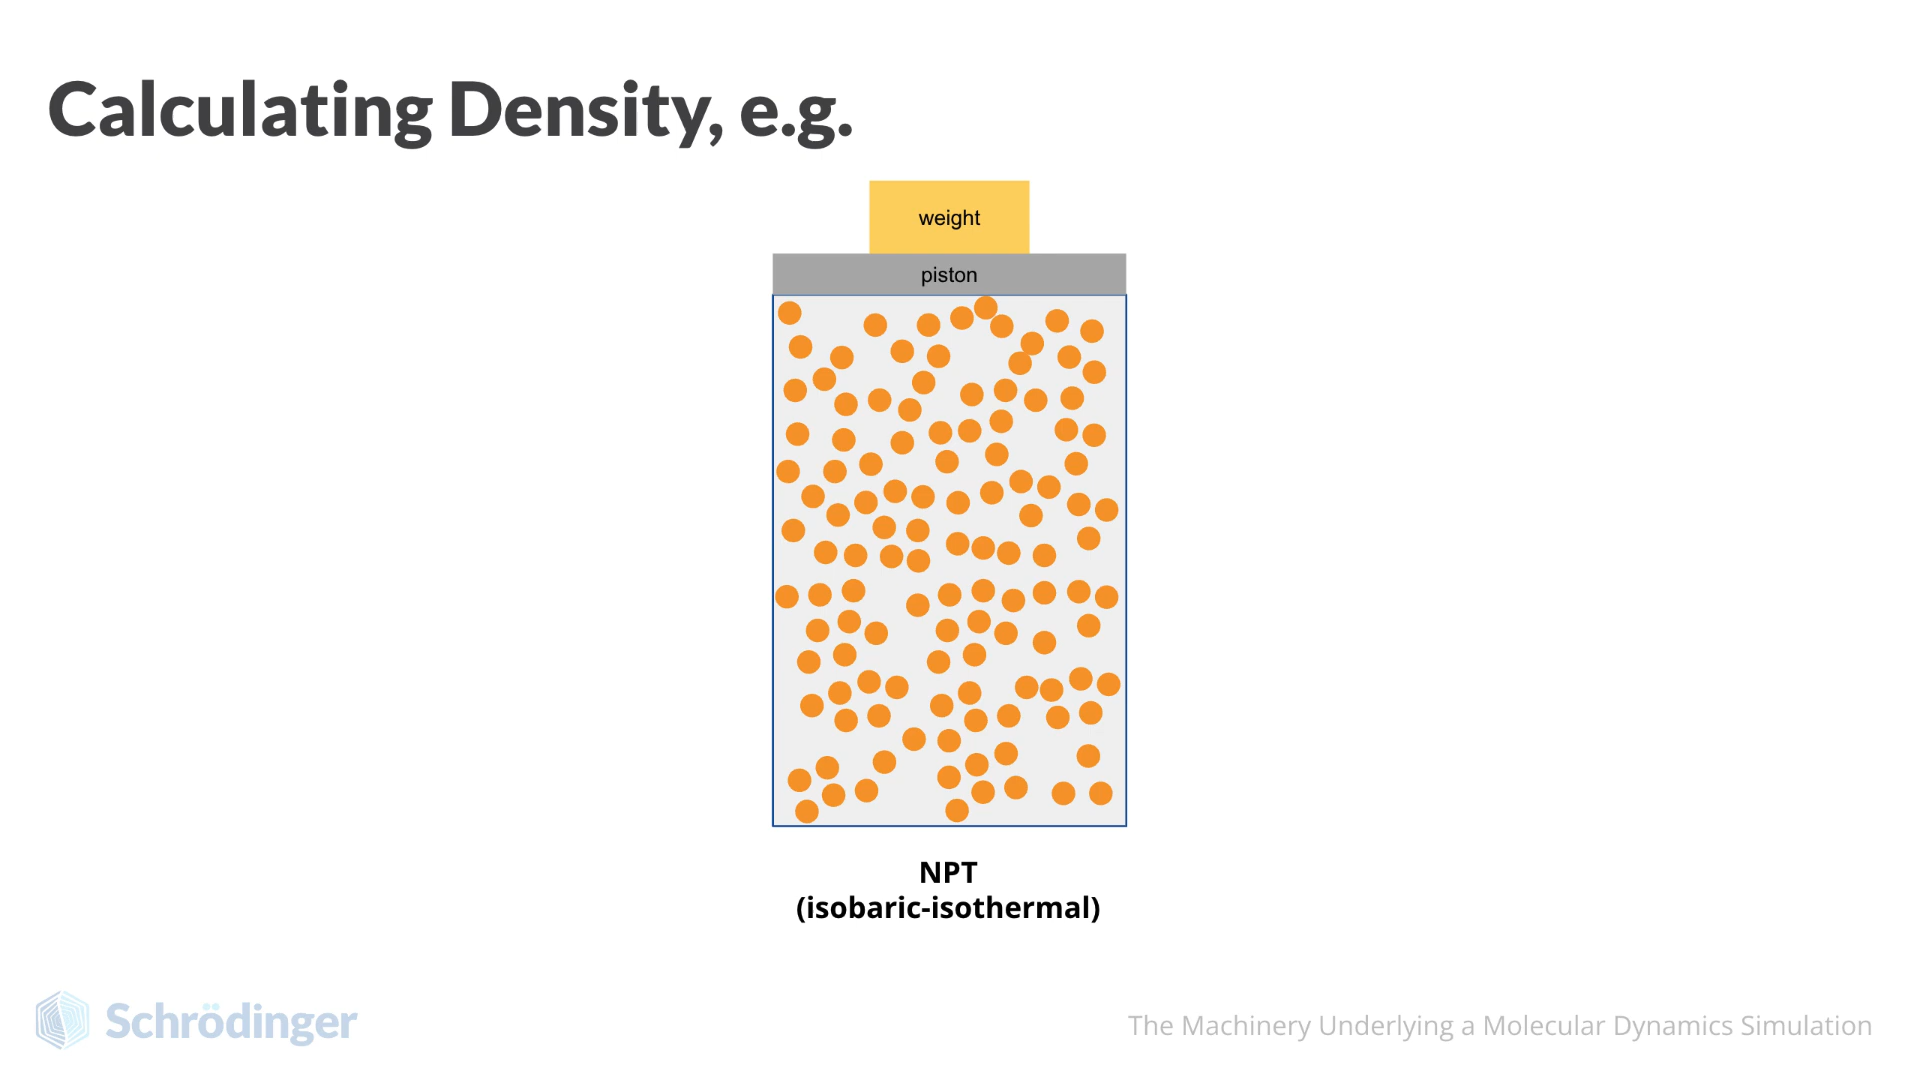 Calculating Density, e.g.
weight
piston
NPT
(isobaric-isothermal)
Schrödinger
The Machinery Underlying a Molecular Dynamics Simulation